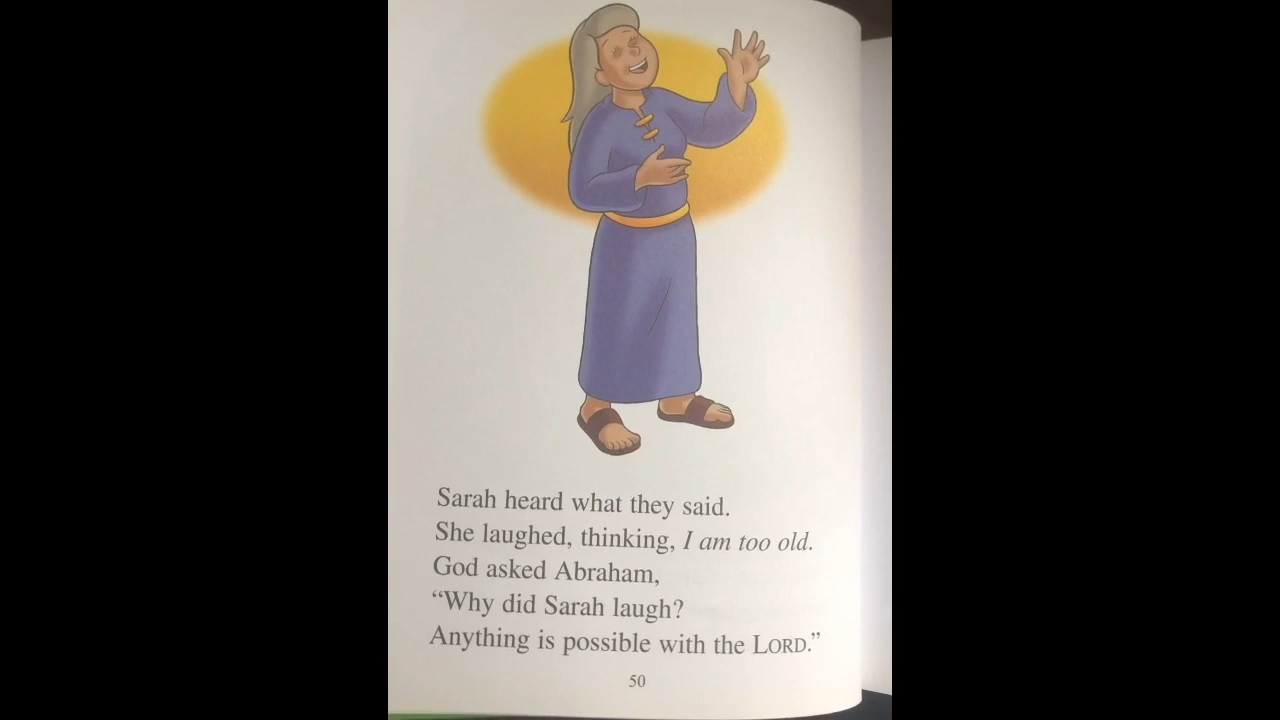 Sarah heard what they said.
She laughed, thinking, I am too old.
God asked Abraham,
“Why did Sarah laugh?
Anything is possible with the LORD.”
50